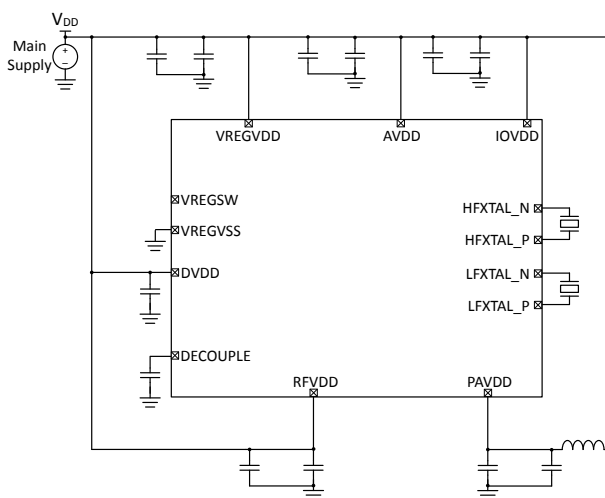 VDD
Main
Supply
+
−
VREGVDD
AVDD
IOVDD
VREGSW
HFXTAL_N
VREGVSS
HFXTAL_P
DVDD
LFXTAL_N
LFXTAL_P
DECOUPLE
RFVDD
PAVDD